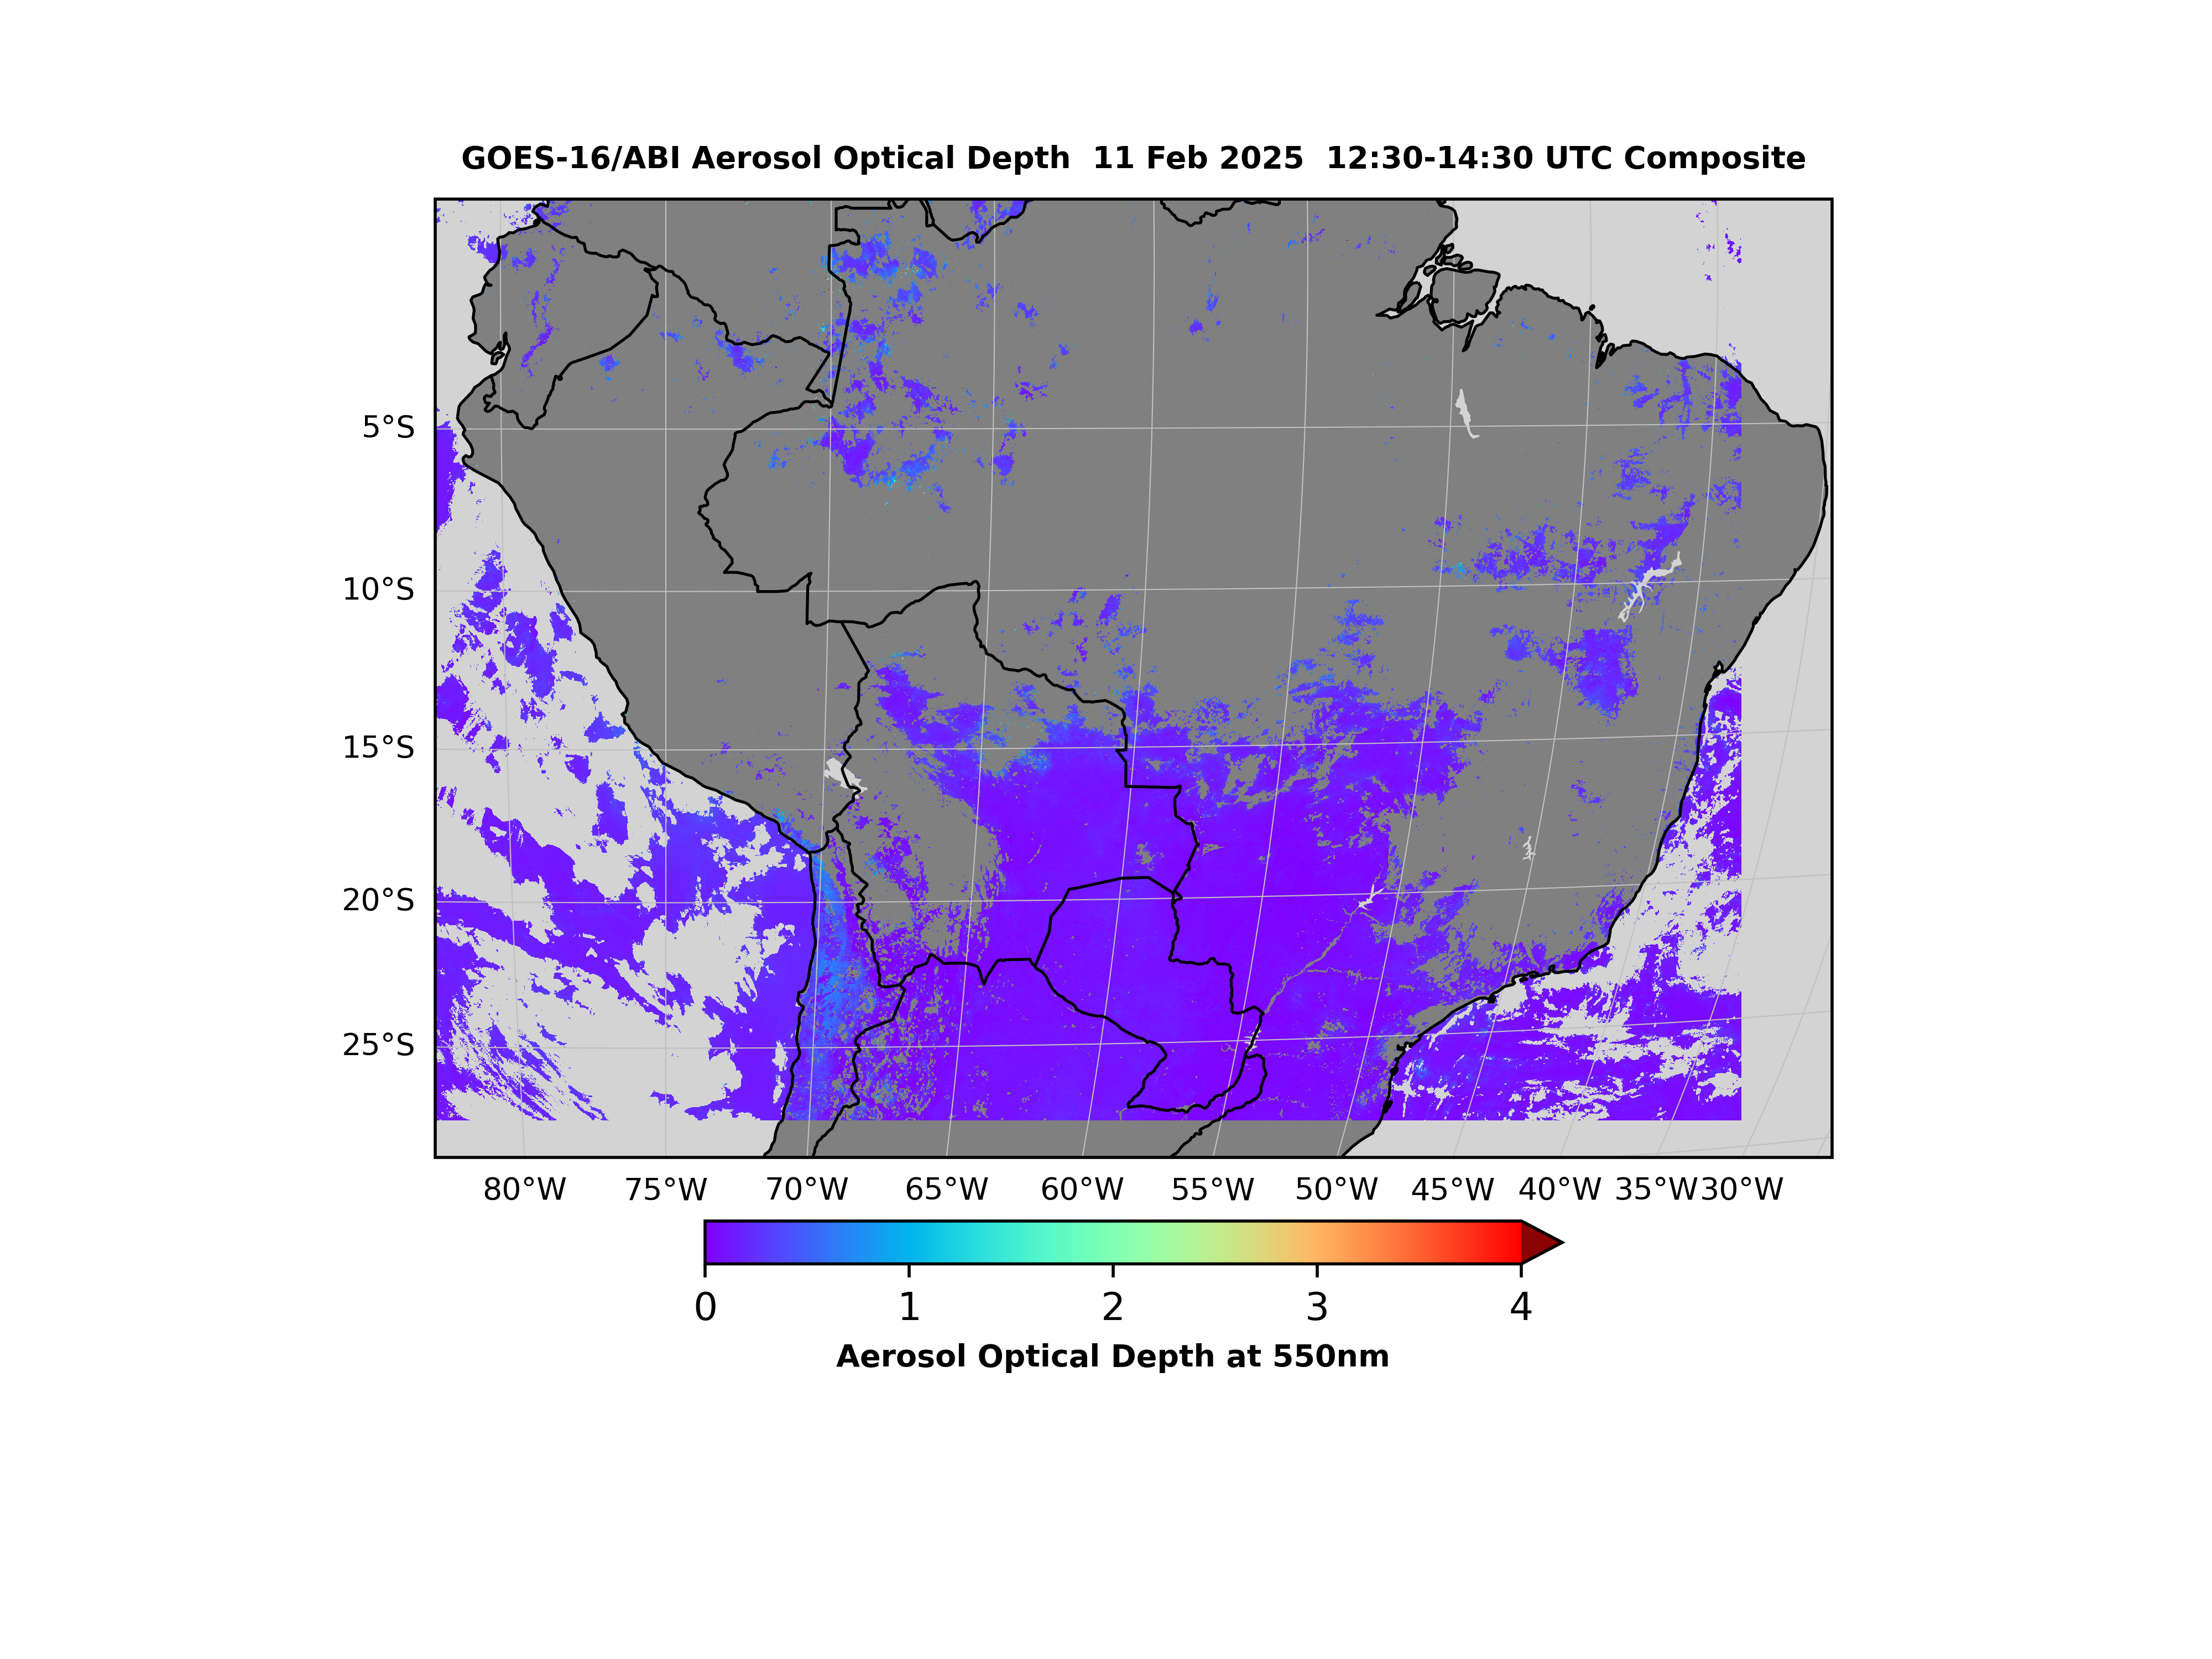 GOES-16/ABI Aerosol Optical Depth  11 Feb 2025  12:30-14:30 UTC Composite
5°S
10°S
15°S
20°S
25°S
80°W 75°W 70°W 65°W 60°W 55°W 50°W 45°W 40°W 35°W 30°W
0 1 2 3 4
Aerosol Optical Depth at 550nm